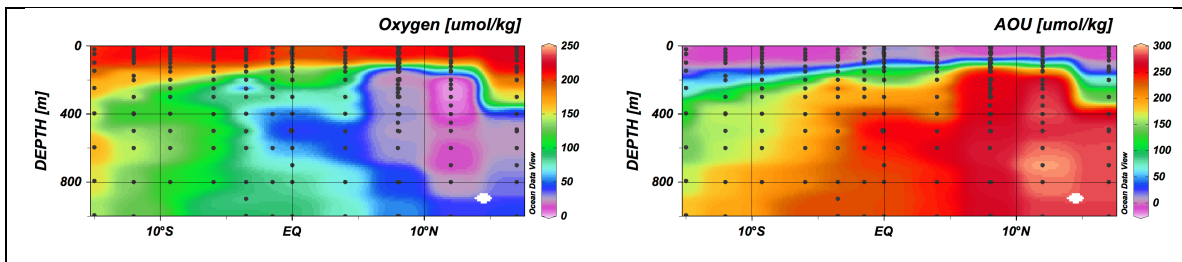 Oxygen [umol/kg]
0
400
800
DEPTH [m]
10°S
EQ
10°N
250
200
150
100
50
0
Ocean Data View
AOU [umol/kg]
0
400
800
DEPTH [m]
10°S
EQ
10°N
300
250
200
150
100
50
0
Ocean Data View